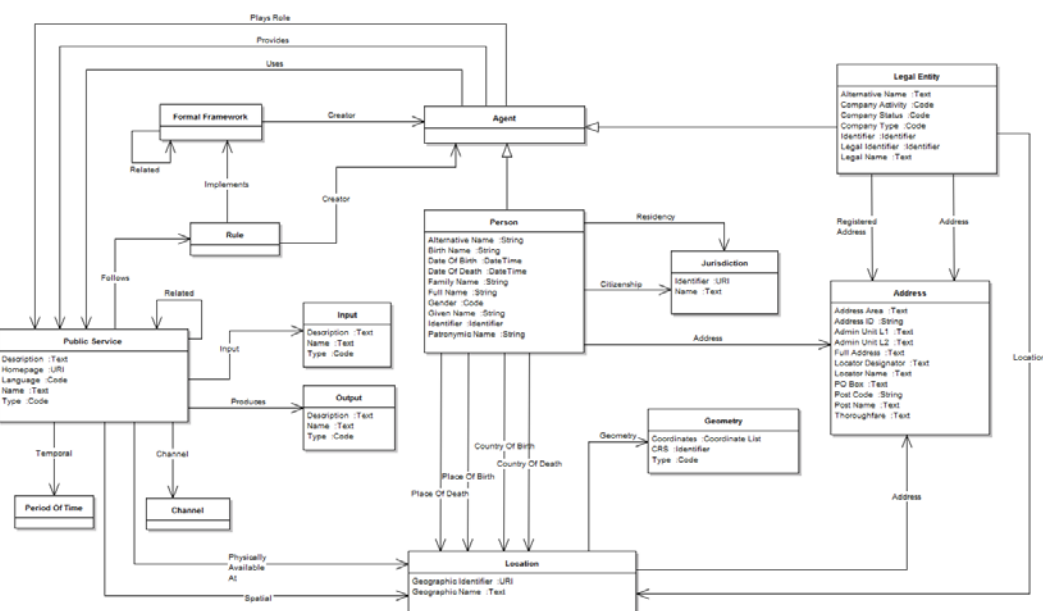 Plays Role
Provides
Uses
Legal Entity
Alternative Name :Text
Company Activity :Code
Company Status :Code
Company Type :Code
Identifier :Identifier
Legal Identifier :Identifier
Legal Name :Text
Formal Framework
Creator
Agent
Related
Implements
Creator
Rule
Person
Alternative Name :String
Birth Name :String
Date Of Birth :DateTime
Date Of Death :DateTime
Family Name :String
Full Name :String
Gender :Code
Given Name :String
Identifier :Identifier
Patronymic Name :String
Residency
Registered
Address
Address
Jurisdiction
Identifier :URI
Name :Text
Citizenship
Follows
Related
Address
Address Area :Text
Address ID :String
Admin Unit L1 :Text
Admin Unit L2 :Text
Full Address :Text
Locator Designator :Text
Locator Name :Text
PO Box :Text
Post Code :String
Post Name :Text
Thoroughfare :Text
Input
Description :Text
Name :Text
Type :Code
Input
Address
Location
Public Service
Description :Text
Homepage :URI
Language :Code
Name :Text
Type :Code
Produces
Output
Description :Text
Name :Text
Type :Code
Geometry
Coordinates :Coordinate List
CRS :Identifier
Type :Code
Geometry
Temporal
Channel
Country Of Birth
Country Of Death
Place Of Birth
Place Of Death
Address
Period Of Time
Channel
Physically
Available
At
Spatial
Location
Geographic Identifier :URI
Geographic Name :Text